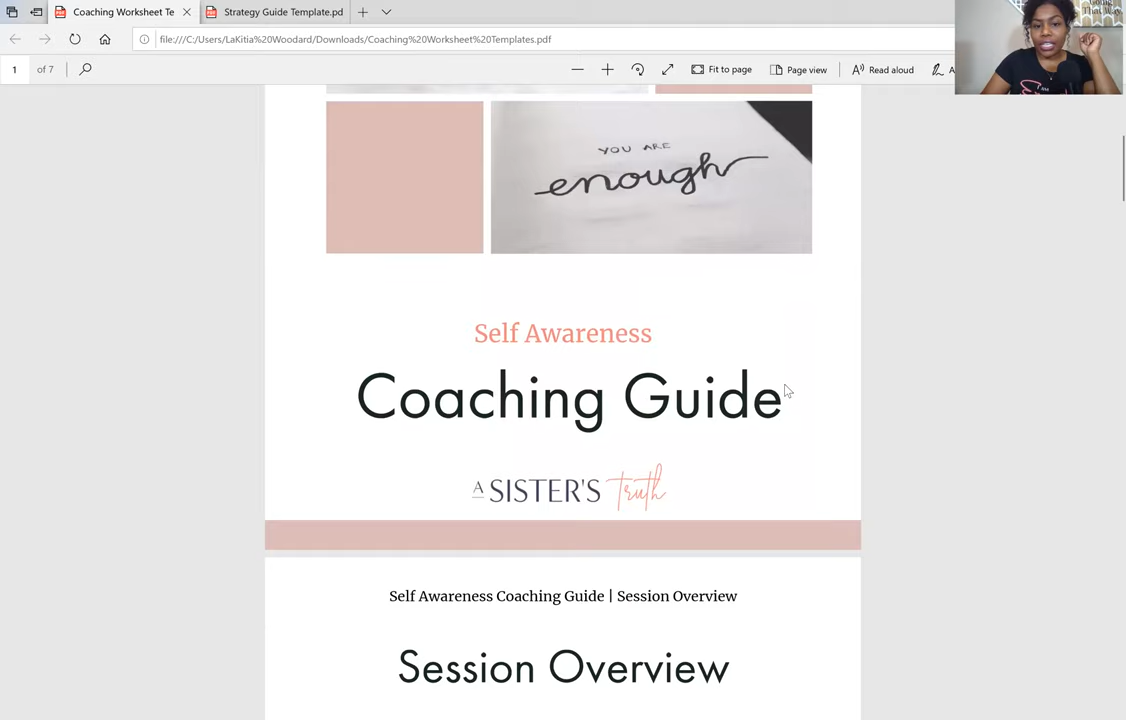 Coaching Worksheet Te
Strategy Guide Template.pd
file:///C:/Users/LaKitia%20Woodard/Downloads/Coaching%20Worksheet%20Templates.pdf
1 of 7
Fit to page
Page view
Read aloud
That Way
YOU ARE
enough
Self Awareness
Coaching Guide
A SISTER'S truth
Self Awareness Coaching Guide | Session Overview
Session Overview